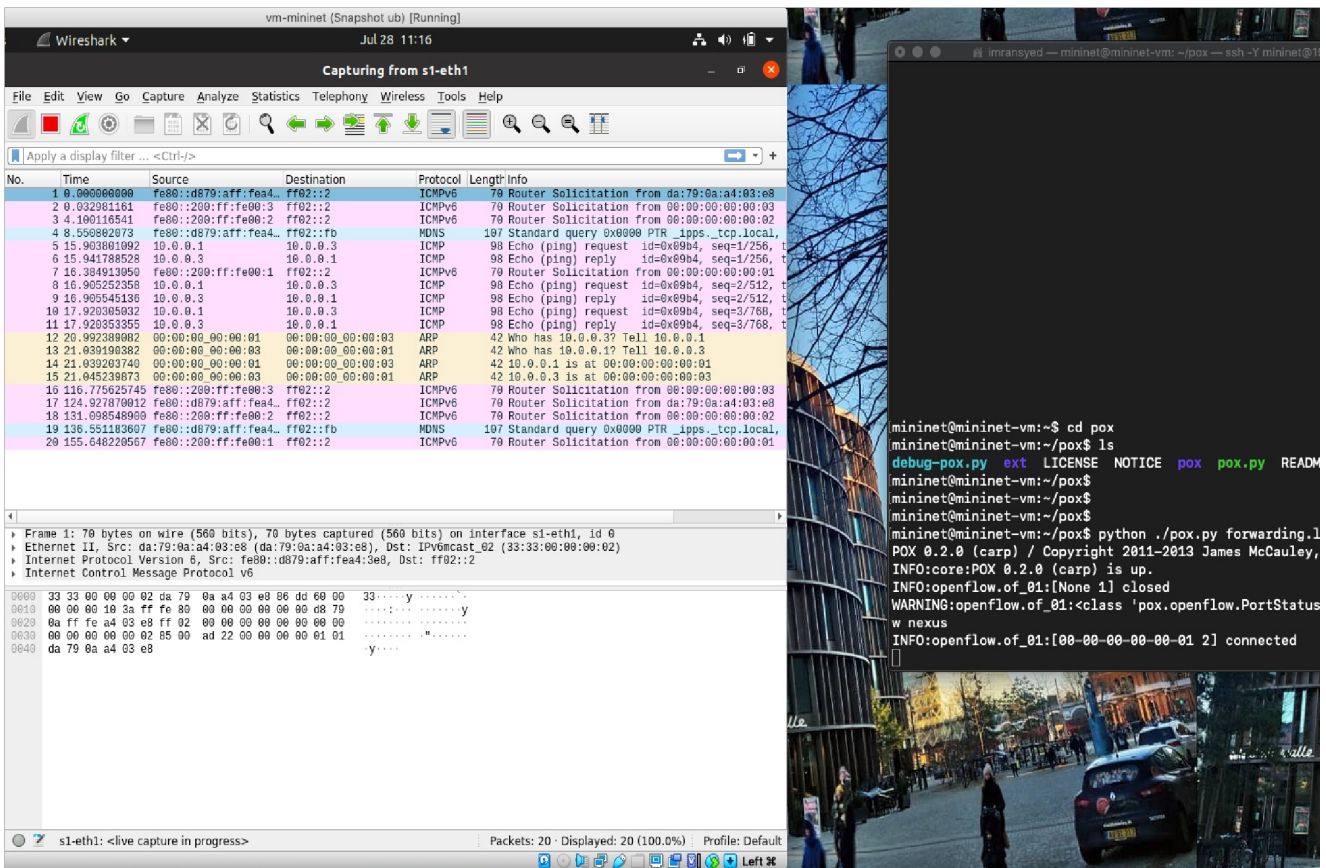 vm-mininet (Snapshot ub) [Running]
Wireshark Jul 28 11:16
Capturing from s1-eth1
File Edit View Go Capture Analyze Statistics Telephony Wireless Tools Help
Apply a display filter ... <Ctrl-/>
No. Time Source Destination Protocol Length Info
1 0.000000000 fe80::d879:aff:fea4… ff02::2 ICMPv6 70 Router Solicitation from da:79:0a:a4:03:e8
2 0.032981161 fe80::200:ff:fe00:3 ff02::2 ICMPv6 70 Router Solicitation from 00:00:00:00:00:03
3 4.100116541 fe80::200:ff:fe00:2 ff02::2 ICMPv6 70 Router Solicitation from 00:00:00:00:00:02
4 8.550802073 fe80::d879:aff:fea4… ff02::fb MDNS 107 Standard query 0x0000 PTR _ipps._tcp.local,
5 15.903801092 10.0.0.1 10.0.0.3 ICMP 98 Echo (ping) request id=0x09b4, seq=1/256, t
6 15.941788528 10.0.0.3 10.0.0.1 ICMP 98 Echo (ping) reply id=0x09b4, seq=1/256, t
7 16.384913050 fe80::200:ff:fe00:1 ff02::2 ICMPv6 70 Router Solicitation from 00:00:00:00:00:01
8 16.905252358 10.0.0.1 10.0.0.3 ICMP 98 Echo (ping) request id=0x09b4, seq=2/512, t
9 16.905545136 10.0.0.3 10.0.0.1 ICMP 98 Echo (ping) reply id=0x09b4, seq=2/512, t
10 17.920305032 10.0.0.1 10.0.0.3 ICMP 98 Echo (ping) request id=0x09b4, seq=3/768, t
11 17.920353355 10.0.0.3 10.0.0.1 ICMP 98 Echo (ping) reply id=0x09b4, seq=3/768, t
12 20.992389082 00:00:00_00:00:01 00:00:00_00:00:03 ARP 42 Who has 10.0.0.3? Tell 10.0.0.1
13 21.039190382 00:00:00_00:00:03 00:00:00_00:00:01 ARP 42 Who has 10.0.0.1? Tell 10.0.0.3
14 21.039203740 00:00:00_00:00:01 00:00:00_00:00:03 ARP 42 10.0.0.1 is at 00:00:00:00:00:01
15 21.045239873 00:00:00_00:00:03 00:00:00_00:00:01 ARP 42 10.0.0.3 is at 00:00:00:00:00:03
16 116.775625745 fe80::200:ff:fe00:3 ff02::2 ICMPv6 70 Router Solicitation from 00:00:00:00:00:03
17 124.927870012 fe80::d879:aff:fea4… ff02::2 ICMPv6 70 Router Solicitation from da:79:0a:a4:03:e8
18 131.098548900 fe80::200:ff:fe00:2 ff02::2 ICMPv6 70 Router Solicitation from 00:00:00:00:00:02
19 136.551183607 fe80::d879:aff:fea4… ff02::fb MDNS 107 Standard query 0x0000 PTR _ipps._tcp.local,
20 155.648220567 fe80::200:ff:fe00:1 ff02::2 ICMPv6 70 Router Solicitation from 00:00:00:00:00:01
Frame 1: 70 bytes on wire (560 bits), 70 bytes captured (560 bits) on interface s1-eth1, id 0
Ethernet II, Src: da:79:0a:a4:03:e8 (da:79:0a:a4:03:e8), Dst: IPv6mcast_02 (33:33:00:00:00:02)
Internet Protocol Version 6, Src: fe80::d879:aff:fea4:3e8, Dst: ff02::2
Internet Control Message Protocol v6
0000 33 33 00 00 00 02 da 79 0a a4 03 e8 86 dd 60 00 33·····y ······`·
0010 00 00 00 10 3a ff fe 80 00 00 00 00 00 00 d8 79 ····:··· ·······y
0020 0a ff fe a4 03 e8 ff 02 00 00 00 00 00 00 00 00 ········ ········
0030 00 00 00 00 00 02 85 00 ad 22 00 00 00 00 01 01 ········ ·"······
0040 da 79 0a a4 03 e8 ·y····
s1-eth1: <live capture in progress> Packets: 20 · Displayed: 20 (100.0%) Profile: Default
Left ⌘
imransyed — mininet@mininet-vm: ~/pox — ssh -Y mininet@19
mininet@mininet-vm:~$ cd pox
mininet@mininet-vm:~/pox$ ls
debug-pox.py ext LICENSE NOTICE pox pox.py READM
mininet@mininet-vm:~/pox$
mininet@mininet-vm:~/pox$
mininet@mininet-vm:~/pox$
mininet@mininet-vm:~/pox$ python ./pox.py forwarding.l
POX 0.2.0 (carp) / Copyright 2011-2013 James McCauley,
INFO:core:POX 0.2.0 (carp) is up.
INFO:openflow.of_01:[None 1] closed
WARNING:openflow.of_01:<class 'pox.openflow.PortStatus
w nexus
INFO:openflow.of_01:[00-00-00-00-00-01 2] connected